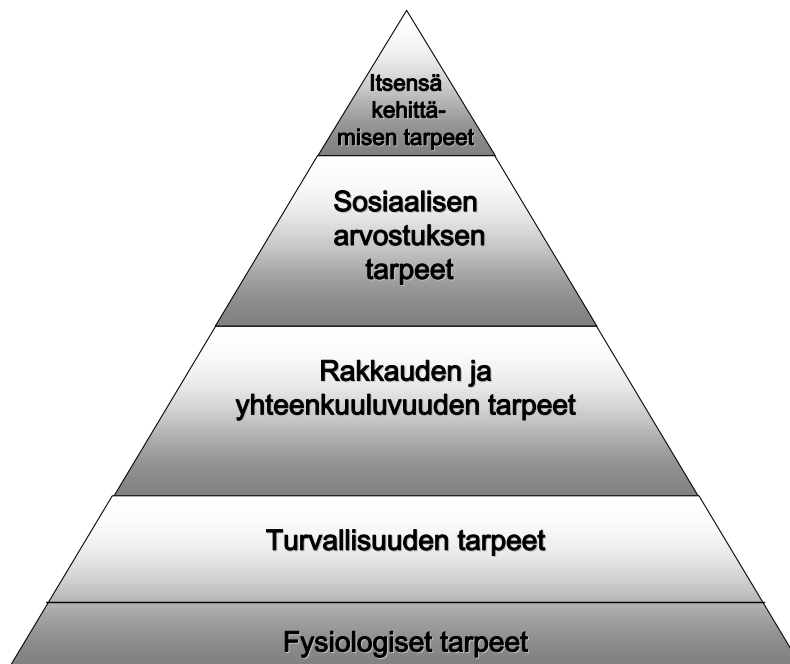 Itsensä
kehittä-
misen tarpeet
Sosiaalisen
arvostuksen
tarpeet
Rakkauden ja
yhteenkuuluvuuden tarpeet
Turvallisuuden tarpeet
Fysiologiset tarpeet